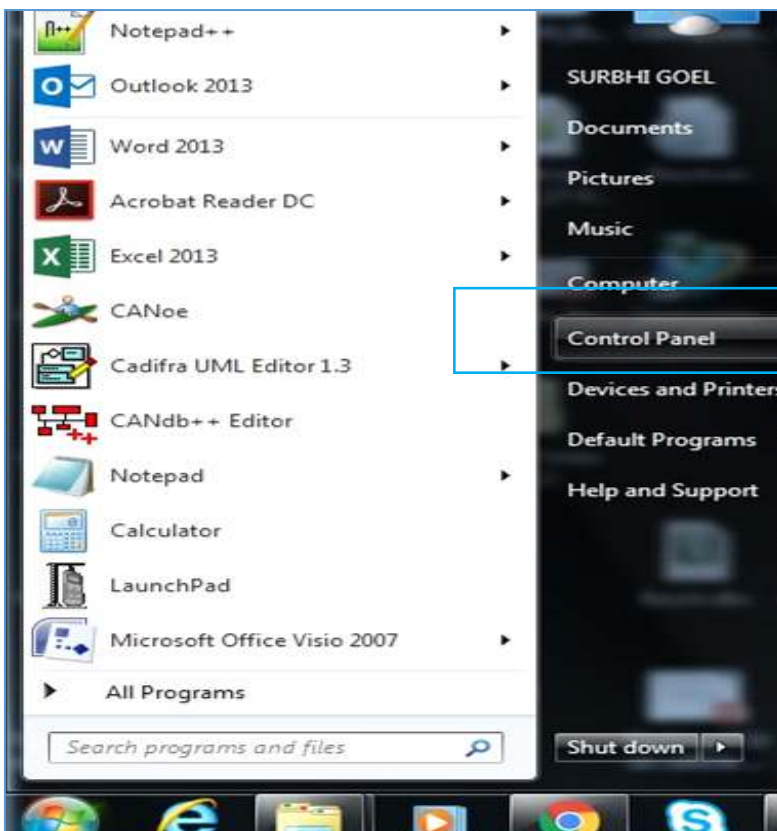 Notepad++
Outlook 2013
Word 2013
Acrobat Reader DC
Excel 2013
CANoe
Cadifra UML Editor 1.3
CANdb++ Editor
Notepad
Calculator
LaunchPad
Microsoft Office Visio 2007
All Programs
Search programs and files
SURBHI GOEL
Documents
Pictures
Music
Computer
Control Panel
Devices and Printers
Default Programs
Help and Support
Shut down